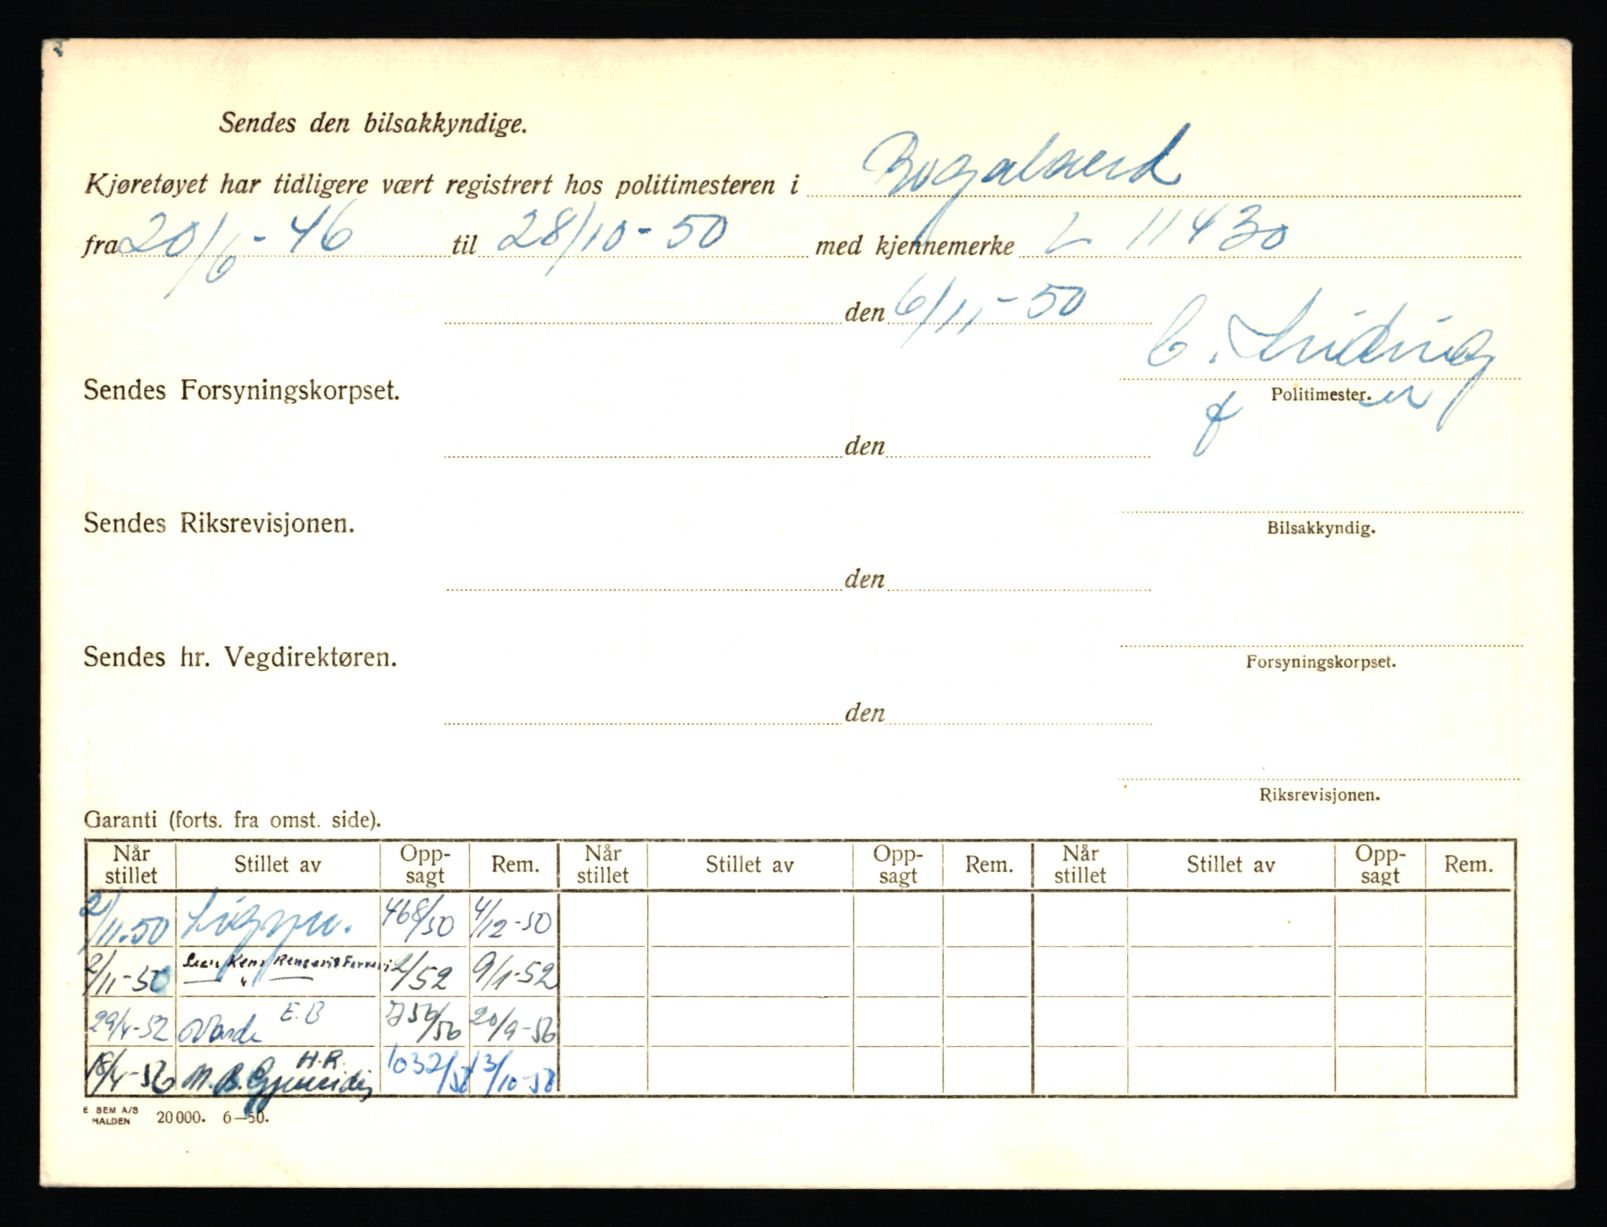 Sendes den bilsakkyndige.
Kjøretøyet har tidligere vært registrert hos politimesteren i Rogaland
fra 20/6-46 til 28/10-50 med kjennemerke L 11430
den 6/11-50
Sendes Forsyningskorpset.
Politimester.
den
Sendes Riksrevisjonen.
Bilsakkyndig.
den
Sendes hr. Vegdirektøren.
Forsyningskorpset.
den
Riksrevisjonen.
Garanti (forts. fra omst. side).
Når stillet Stillet av Opp- sagt Rem. Når stillet Stillet av Opp- sagt Rem. Når stillet Stillet av Opp- sagt Rem.
2/11.50 468/50 4/12-50
2/11-50 2/52 9/1-52
29/4-52 E.B 756/56 20/9-56
18/4-56 M. B. H.R. 1032/58 13/10-58
E SEM A/S HALDEN 20000. 6—50.